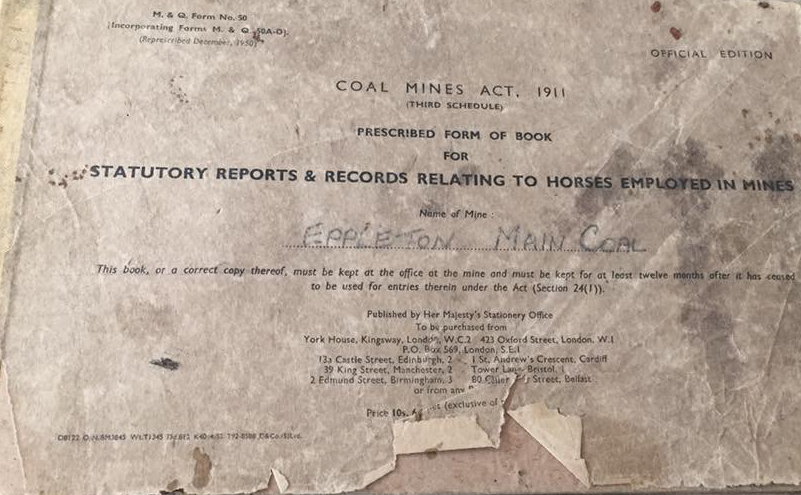 M. & Q. Form No. 50
(Incorporating Forms M. & Q. 50A-D).
(Represcribed December, 1950)
OFFICIAL EDITION
COAL MINES ACT, 1911
(THIRD SCHEDULE)
PRESCRIBED FORM OF BOOK
FOR
STATUTORY REPORTS & RECORDS RELATING TO HORSES EMPLOYED IN MINES
Name of Mine :
EPPLETON MAIN COAL
This book, or a correct copy thereof, must be kept at the office at the mine and must be kept for at least twelve months after it has ceased
to be used for entries therein under the Act (Section 24(1)).
Published by Her Majesty's Stationery Office
To be purchased from
York House, Kingsway, London, W.C.2 423 Oxford Street, London, W.1
P.O. Box 569, London, S.E.1
13a Castle Street, Edinburgh, 2 1 St. Andrew's Crescent, Cardiff
39 King Street, Manchester, 2 Tower Lane, Bristol, 1
2 Edmund Street, Birmingham, 3 80 Street, Belfast
or from any
Price 10s. net (exclusive of